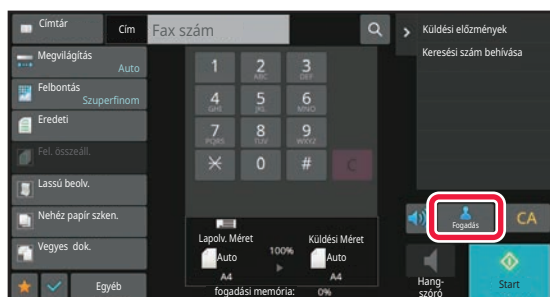 Címtár
Cím
Fax szám
Megvilágítás
Auto
Felbontás
Szuperfinom
Eredeti
Fel. összeáll.
Lassú beolv.
Nehéz papír szken.
Vegyes dok.
Egyéb
1
2
ABC
3
DEF
4
GHI
5
JKL
6
MNO
7
PQRS
8
TUV
9
WXYZ
0
#
C
Lapolv. Méret
100%
Küldési Méret
Auto
Auto
A4
A4
fogadási memória: 0%
Küldési előzmények
Keresési szám behívása
Fogadás
CA
Hang-
szóró
Start